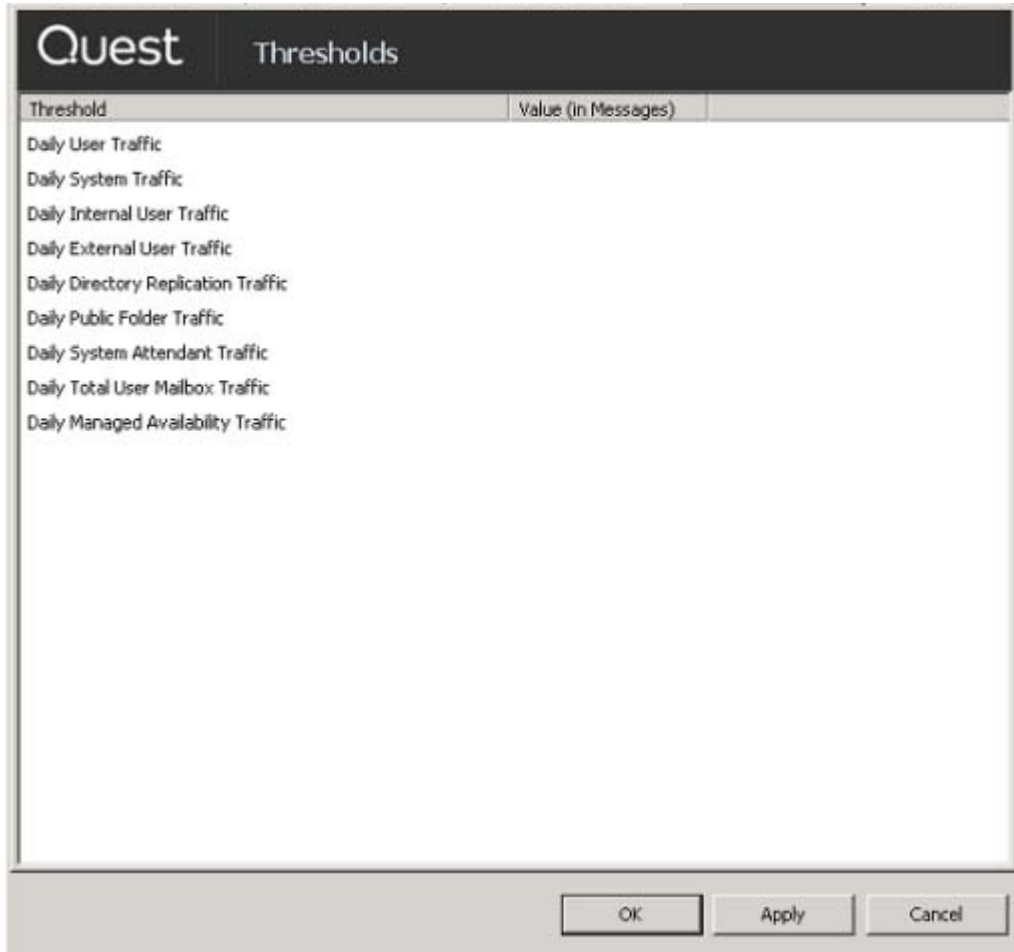 Quest Thresholds
Threshold Value (in Messages)
Daily User Traffic
Daily System Traffic
Daily Internal User Traffic
Daily External User Traffic
Daily Directory Replication Traffic
Daily Public Folder Traffic
Daily System Attendant Traffic
Daily Total User Mailbox Traffic
Daily Managed Availability Traffic
OK Apply Cancel